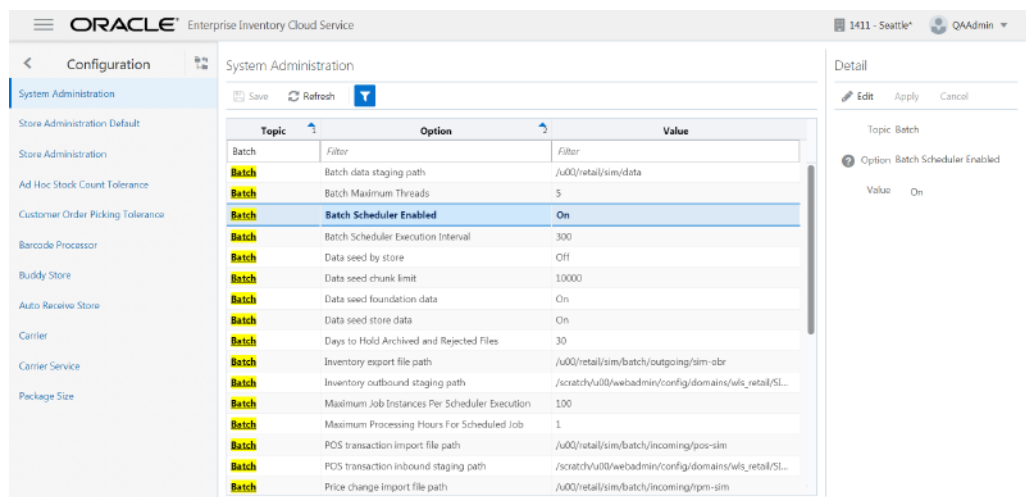 ORACLE® Enterprise Inventory Cloud Service
1411 - Seattle*
QAAdmin
Configuration
System Administration
Store Administration Default
Store Administration
Ad Hoc Stock Count Tolerance
Customer Order Picking Tolerance
Barcode Processor
Buddy Store
Auto Receive Store
Carrier
Carrier Service
Package Size
System Administration
Save Refresh
Topic Option Value
Batch Filter Filter
Batch Batch data staging path /u00/retail/sim/data
Batch Batch Maximum Threads 5
Batch Batch Scheduler Enabled On
Batch Batch Scheduler Execution Interval 300
Batch Data seed by store Off
Batch Data seed chunk limit 10000
Batch Data seed foundation data On
Batch Data seed store data On
Batch Days to Hold Archived and Rejected Files 30
Batch Inventory export file path /u00/retail/sim/batch/outgoing/sim-obr
Batch Inventory outbound staging path /scratch/u00/webadmin/config/domains/wls_retail/SI...
Batch Maximum Job Instances Per Scheduler Execution 100
Batch Maximum Processing Hours For Scheduled Job 1
Batch POS transaction import file path /u00/retail/sim/batch/incoming/pos-sim
Batch POS transaction inbound staging path /scratch/u00/webadmin/config/domains/wls_retail/SI...
Batch Price change import file path /u00/retail/sim/batch/incoming/rpm-sim
Detail
Edit Apply Cancel
Topic Batch
Option Batch Scheduler Enabled
Value On